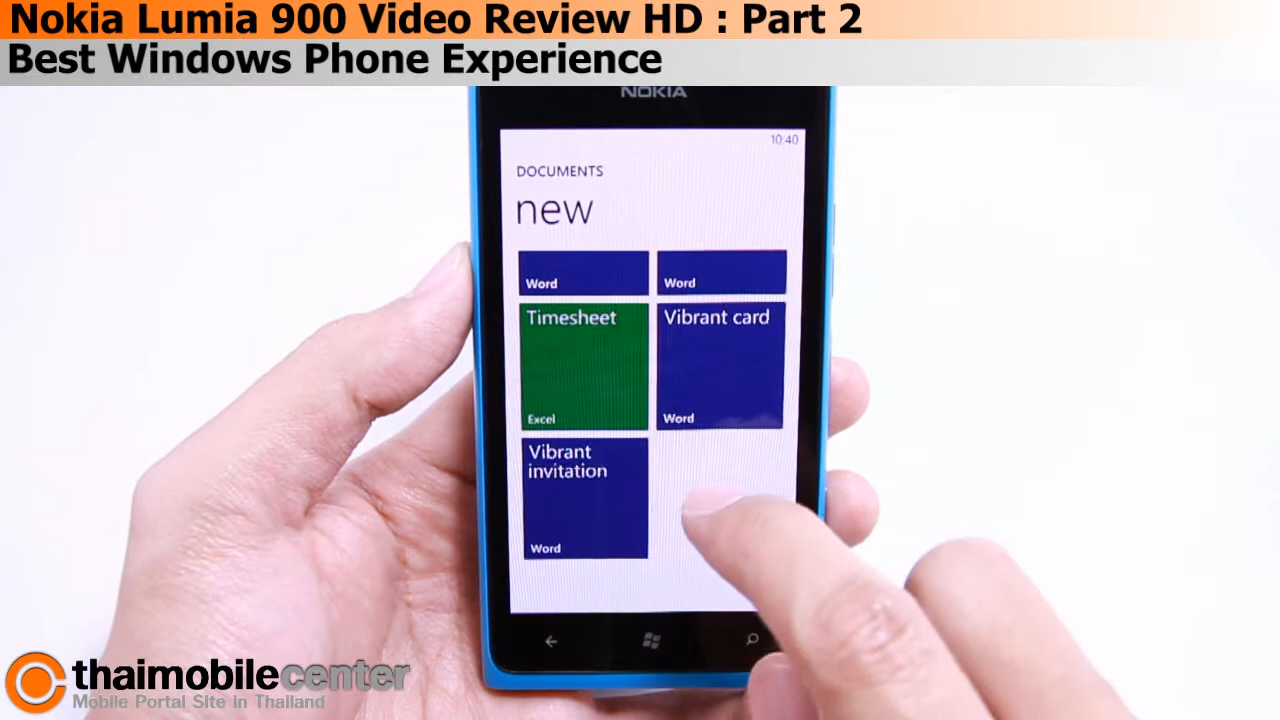 Nokia Lumia 900 Video Review HD : Part 2
Best Windows Phone Experience
NOKIA
10:40
DOCUMENTS
new
Word
Word
Timesheet
Excel
Vibrant card
Word
Vibrant
invitation
Word
thaimobilecenter
Mobile Portal Site in Thailand